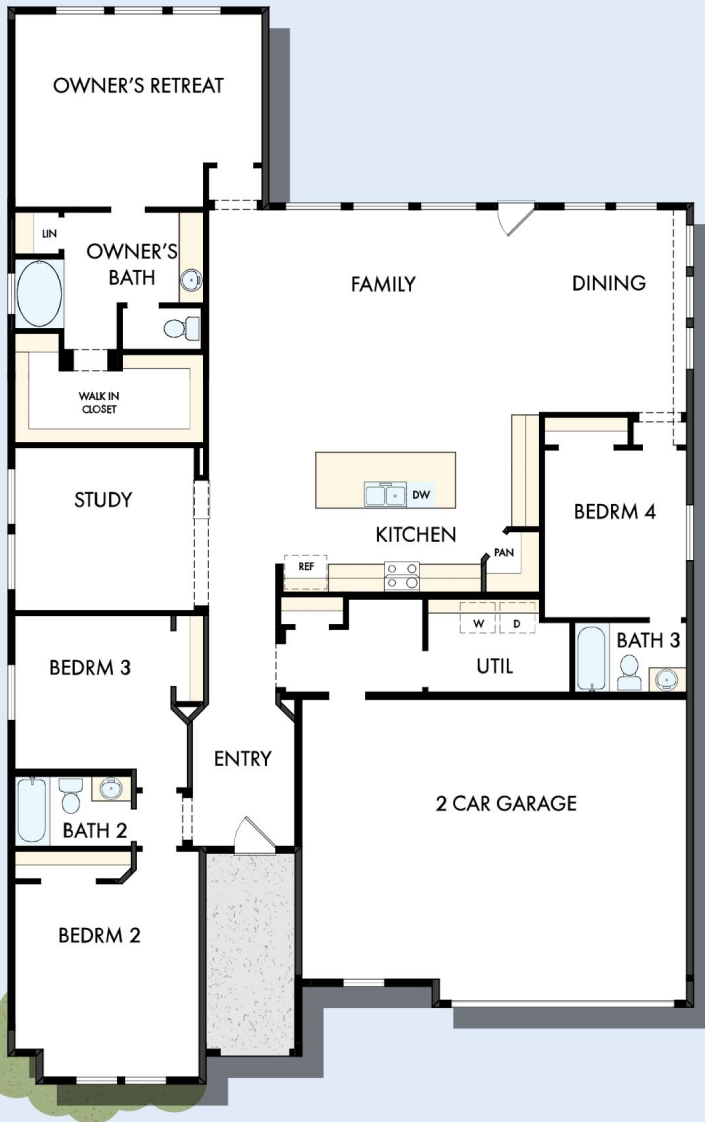 OWNER'S RETREAT
LIN
OWNER'S
BATH
FAMILY
DINING
WALK IN
CLOSET
STUDY
DW
KITCHEN
BEDRM 4
REF
PAN
W
D
BEDRM 3
UTIL
BATH 3
ENTRY
2 CAR GARAGE
BATH 2
BEDRM 2